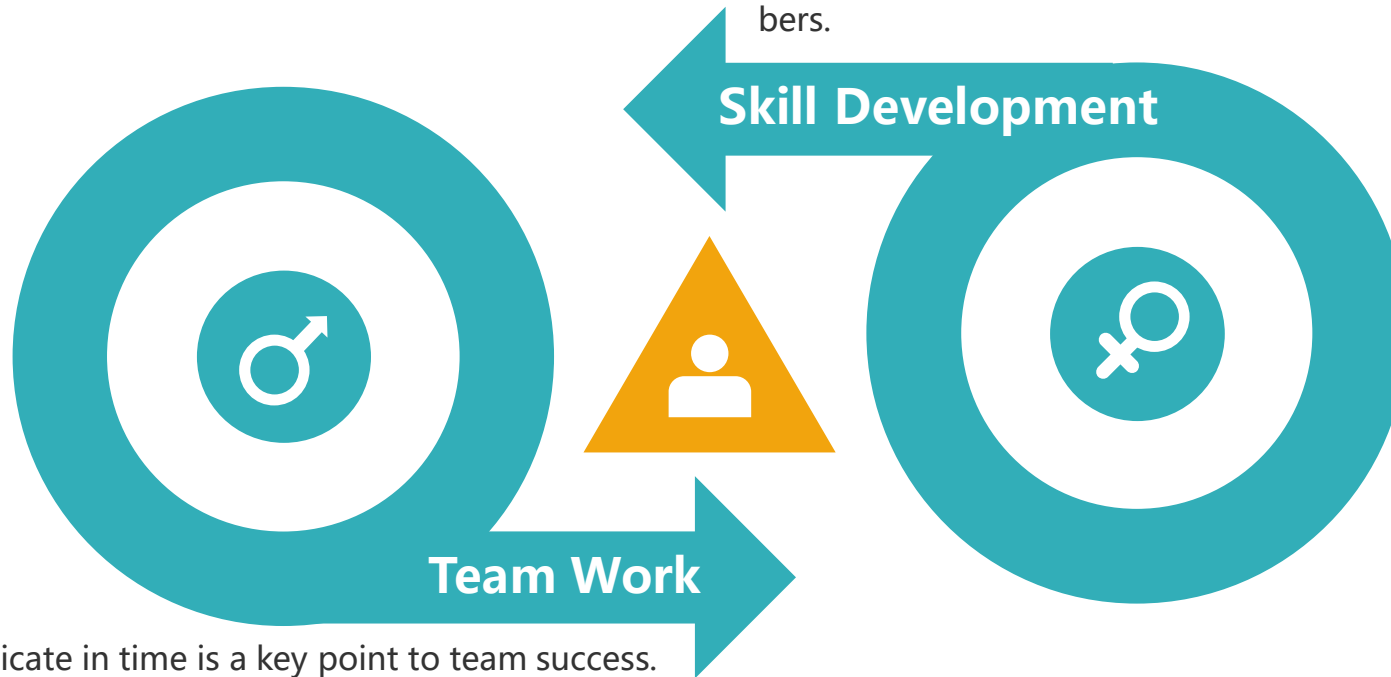 bers.
Skill Development
Team Work
icate in time is a key point to team success.